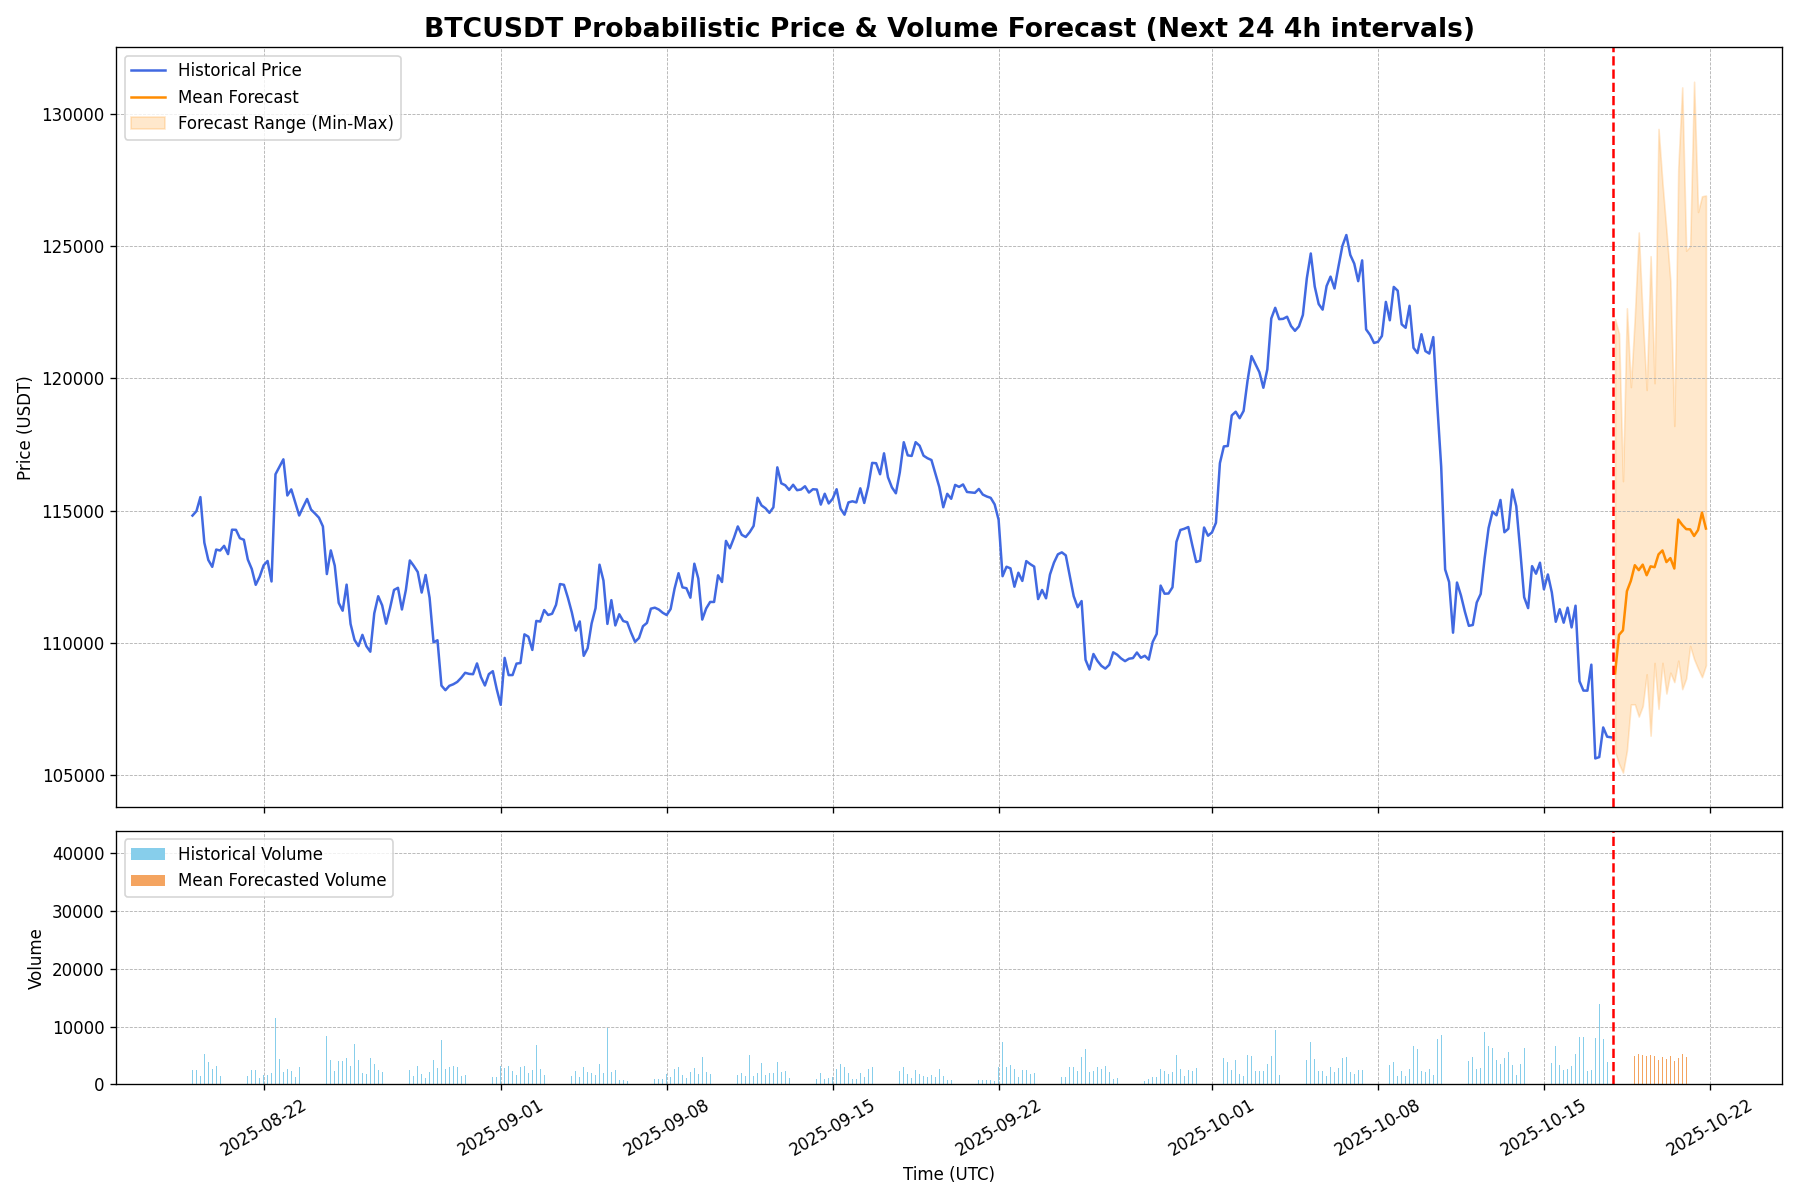 BTCUSDT Probabilistic Price & Volume Forecast (Next 24 4h intervals)
Historical Price
Mean Forecast
Forecast Range (Min-Max)
130000
125000
120000
115000
110000
105000
Price (USDT)
Historical Volume
Mean Forecasted Volume
40000
30000
20000
10000
0
Volume
2025-08-22
2025-09-01
2025-09-08
2025-09-15
2025-09-22
2025-10-01
2025-10-08
2025-10-15
2025-10-22
Time (UTC)